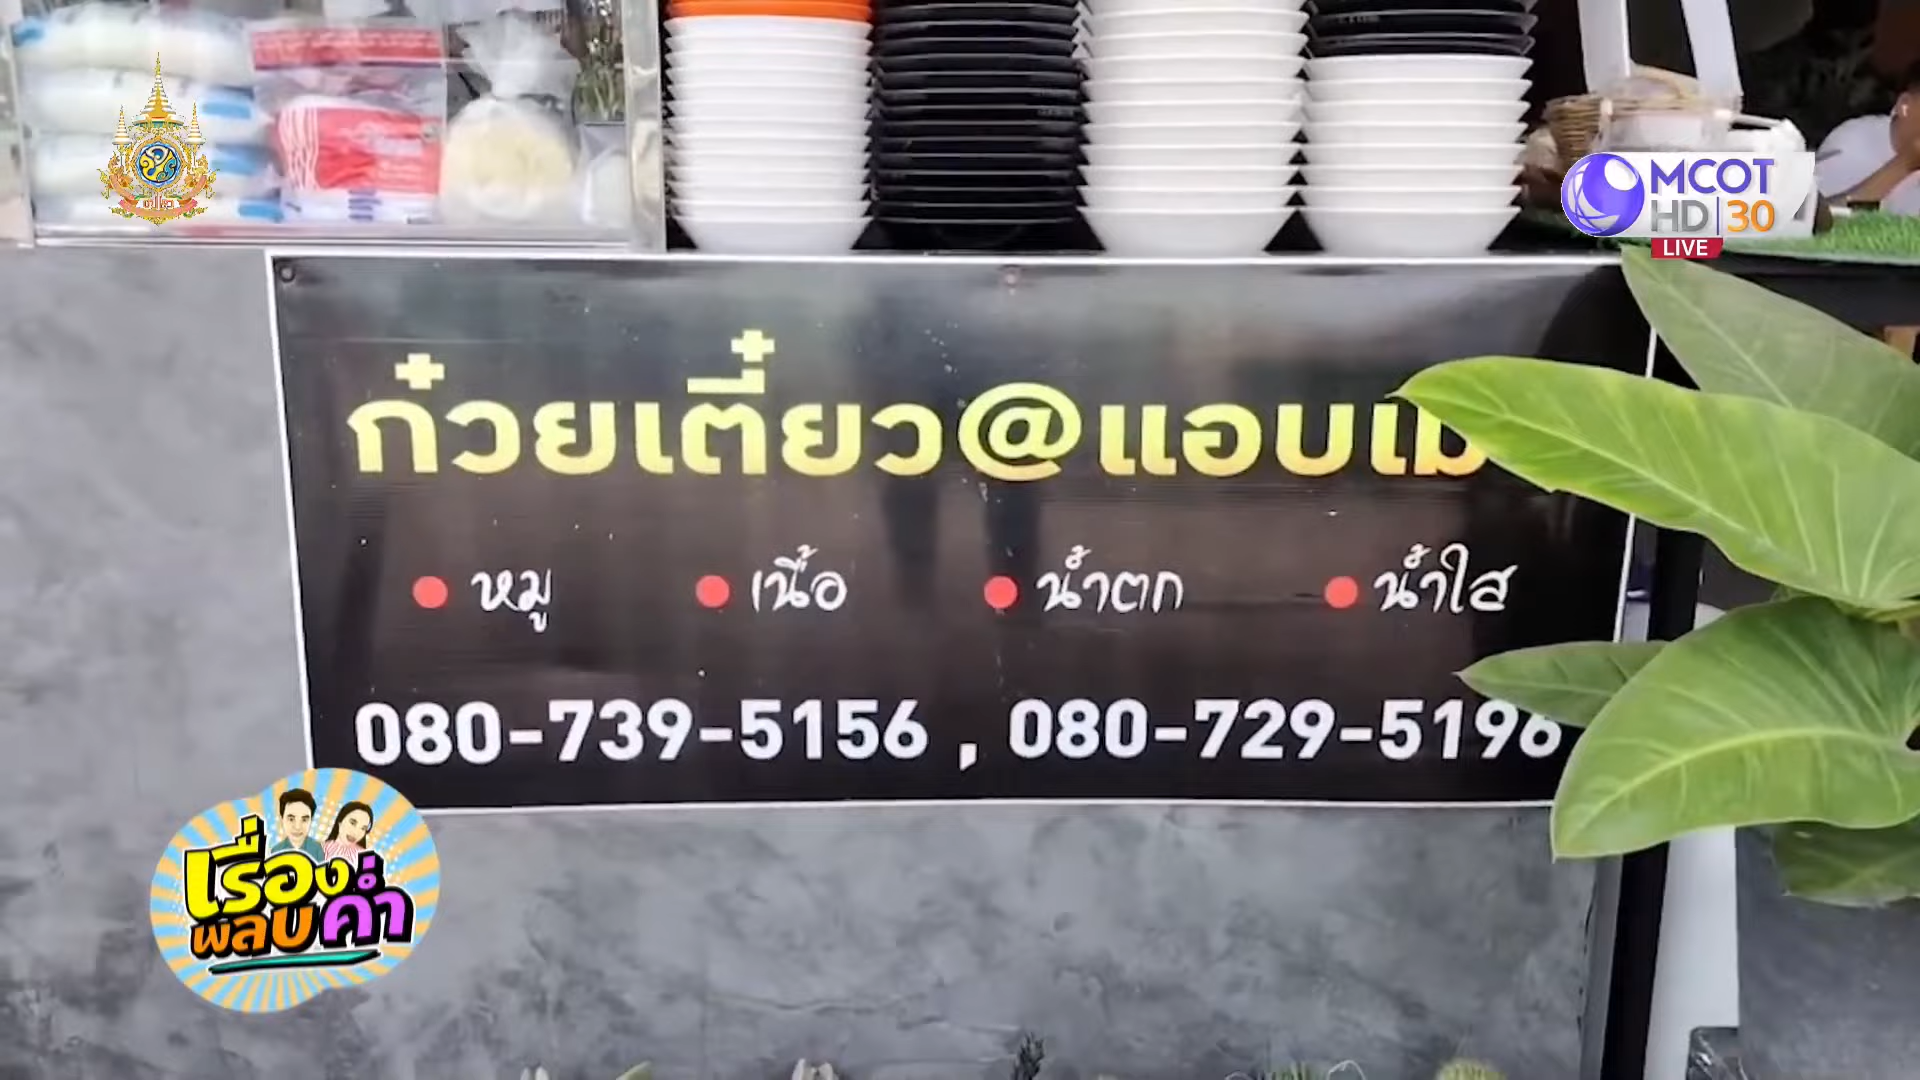 MCOT
HD 30
LIVE
ก๋วยเตี๋ยว@แอบเม
หมู
เนื้อ
น้ำตก
น้ำใส
080-739-5156 , 080-729-5196
เรื่อง
พลบค่ำ